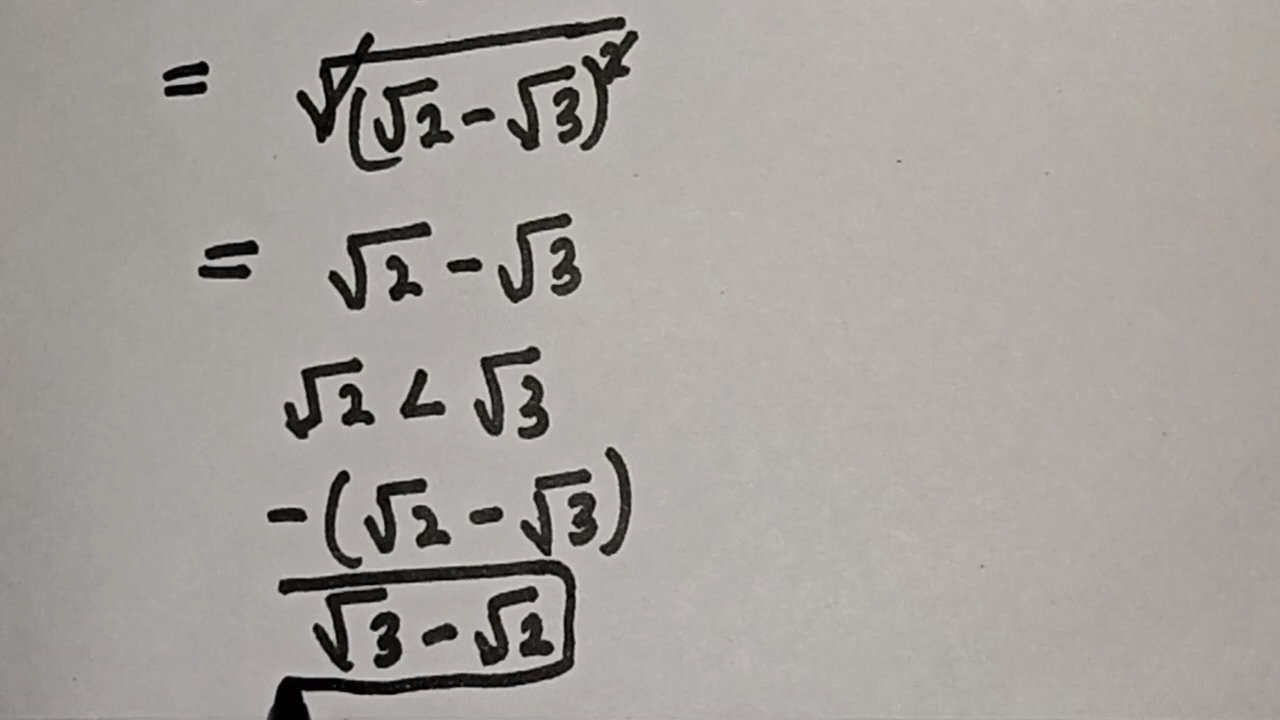 = √(√2 - √3)²
= √2 - √3
√2 < √3
- (√2 - √3)
√3 - √2